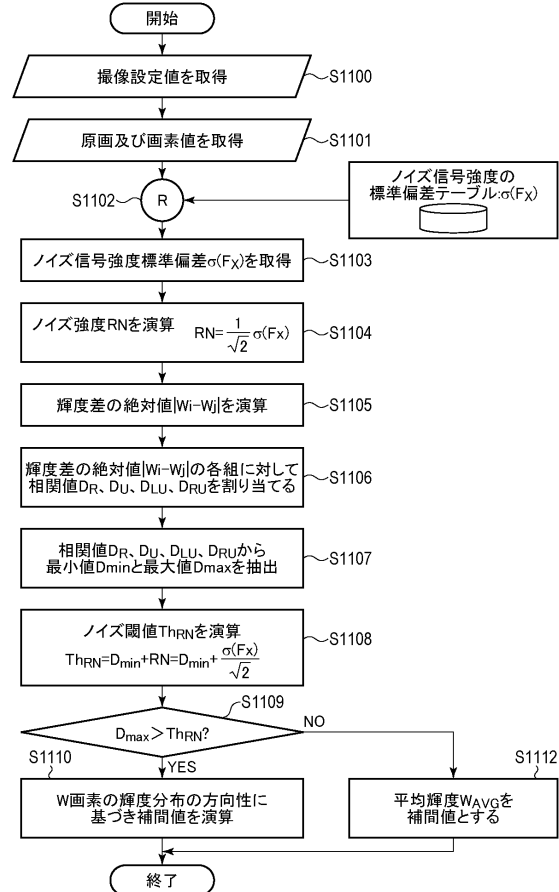 開始
撮像設定値を取得
S1100
原画及び画素値を取得
S1101
S1102
R
ノイズ信号強度の
標準偏差テーブル:σ(FX)
ノイズ信号強度標準偏差σ(FX)を取得
S1103
ノイズ強度RNを演算 RN=1/√2 σ(Fx)
S1104
輝度差の絶対値|Wi-Wj|を演算
S1105
輝度差の絶対値|Wi-Wj|の各組に対して
相関値DR、DU、DLU、DRUを割り当てる
S1106
相関値DR、DU、DLU、DRUから
最小値Dminと最大値Dmaxを抽出
S1107
ノイズ閾値ThRNを演算
ThRN=Dmin+RN=Dmin+σ(Fx)/√2
S1108
S1109
Dmax>ThRN?
NO
YES
S1110
W画素の輝度分布の方向性に
基づき補間値を演算
S1112
平均輝度WAVGを
補間値とする
終了